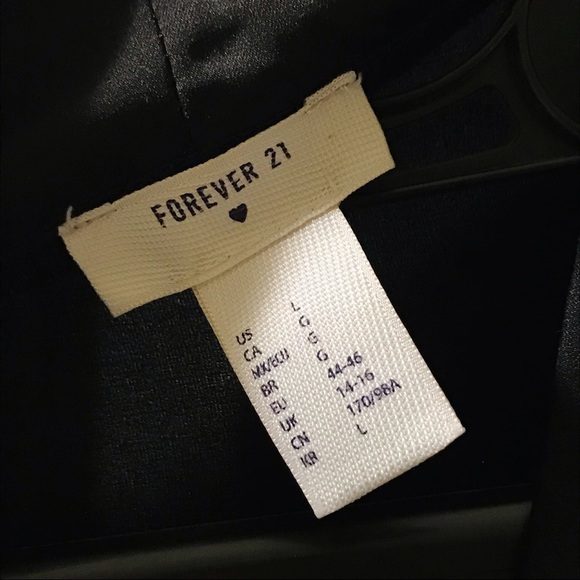 FOREVER 21
US L
CA G
MX/ECU G
BR G
EU 44-46
UK 14-16
CN 170/98A
KR L